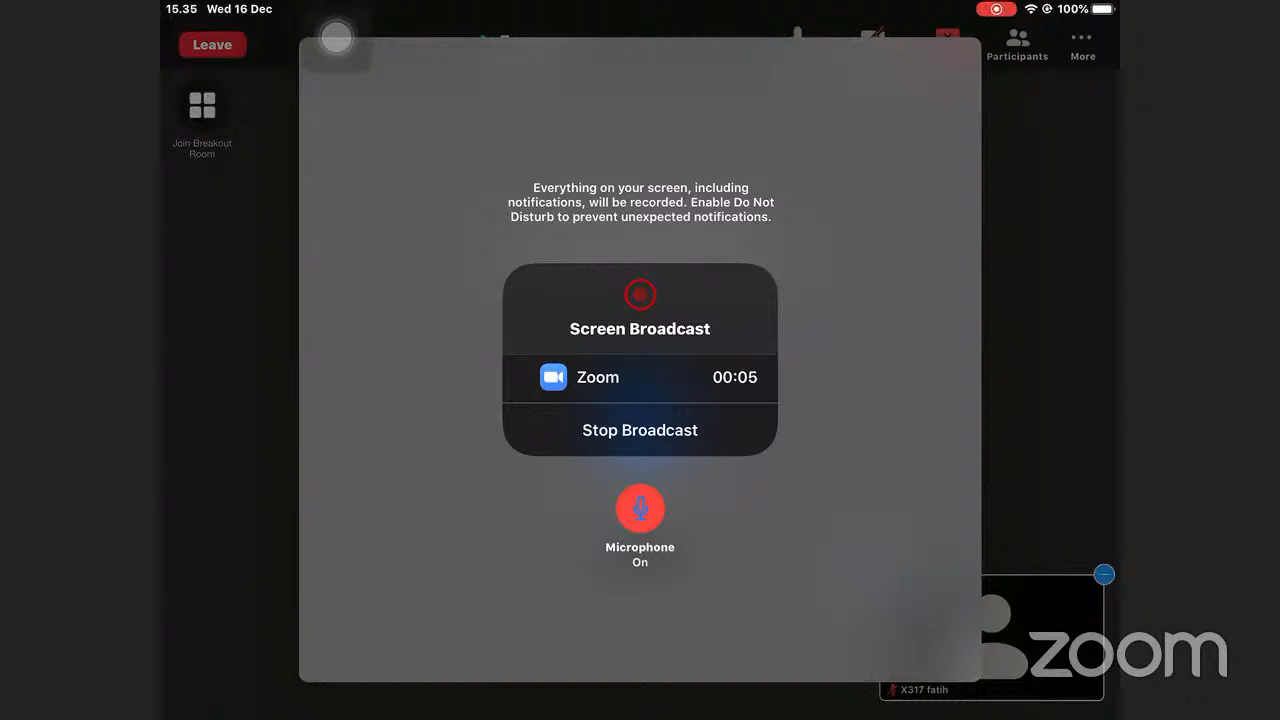 15.35 Wed 16 Dec
100%
Leave
Participants
More
Join Breakout
Room
Everything on your screen, including
notifications, will be recorded. Enable Do Not
Disturb to prevent unexpected notifications.
Screen Broadcast
Zoom 00:05
Stop Broadcast
Microphone
On
zoom
X317 fatih